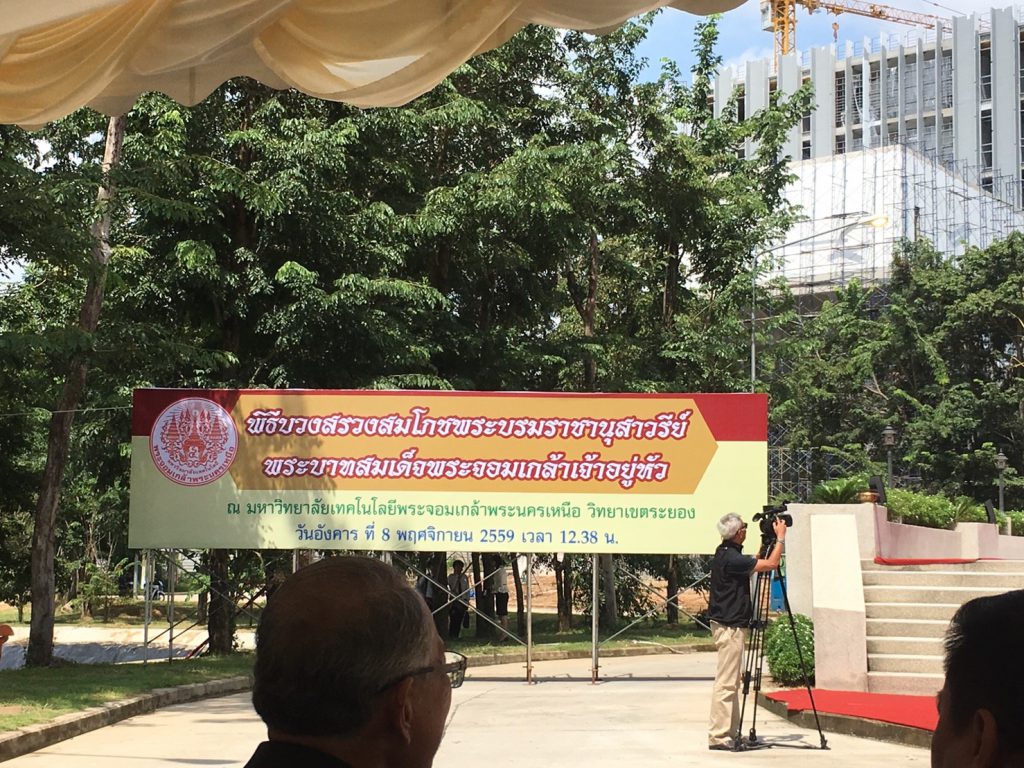 พิธีบวงสรวงสมโภชพระบรมราชานุสาวรีย์
พระบาทสมเด็จพระจอมเกล้าเจ้าอยู่หัว
ณ มหาวิทยาลัยเทคโนโลยีพระจอมเกล้าพระนครเหนือ วิทยาเขตระยอง
วันอังคาร ที่ 8 พฤศจิกายน 2559 เวลา 12.38 น.